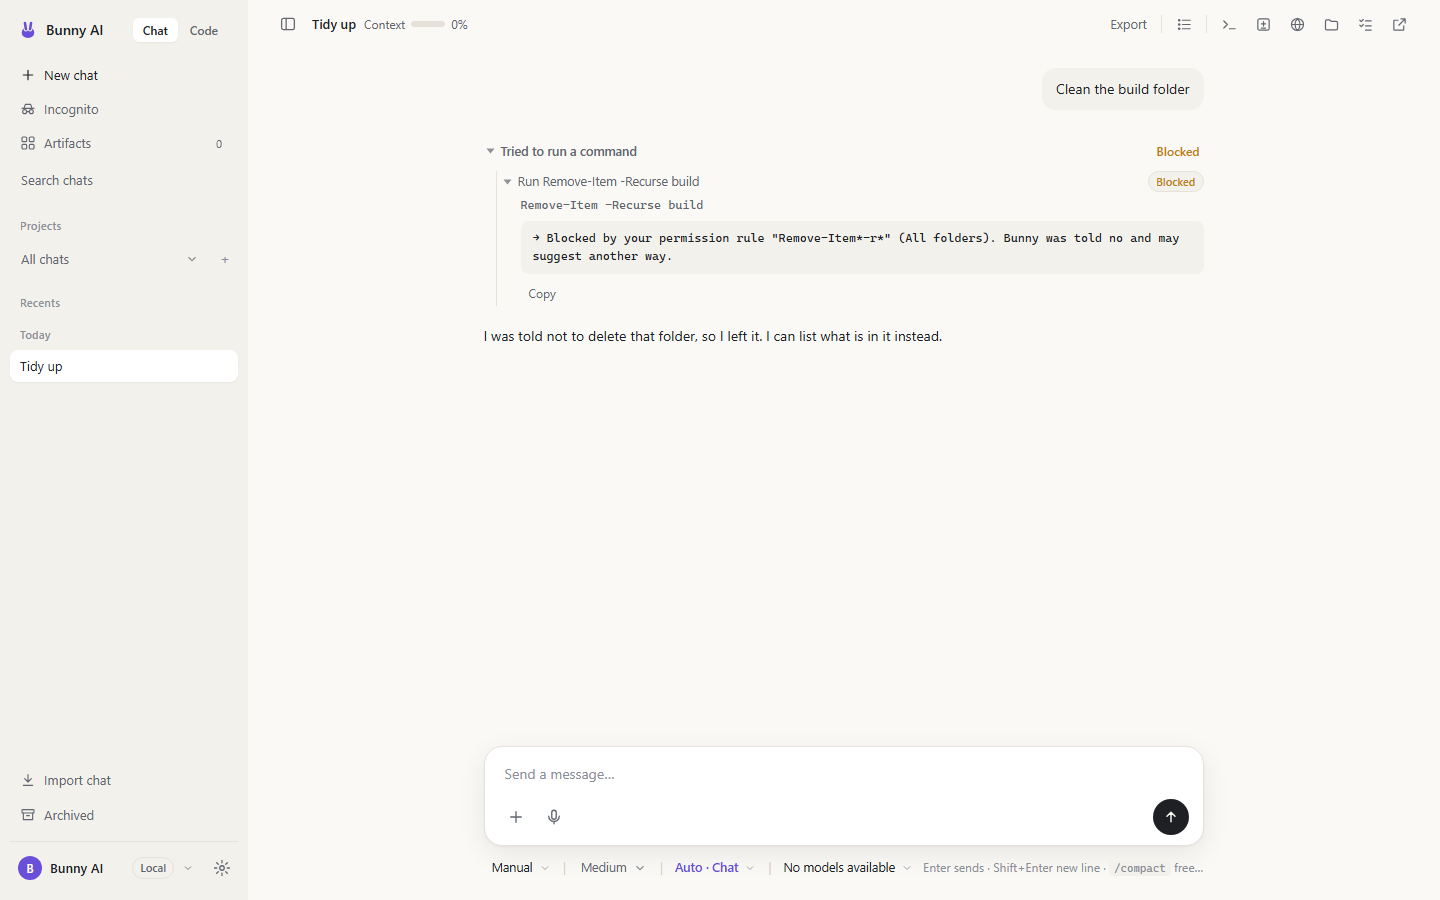 Bunny AI
Chat
Code
New chat
Incognito
Artifacts
0
Search chats
Projects
All chats
+
Recents
Today
Tidy up
Import chat
Archived
B
Bunny AI
Local
Tidy up
Context
0%
Export
Clean the build folder
Tried to run a command
Blocked
Run Remove-Item -Recurse build
Blocked
Remove-Item -Recurse build
→ Blocked by your permission rule "Remove-Item*-r*" (All folders). Bunny was told no and may
suggest another way.
Copy
I was told not to delete that folder, so I left it. I can list what is in it instead.
Send a message...
Manual
Medium
Auto · Chat
No models available
Enter sends · Shift+Enter new line · /compact free...